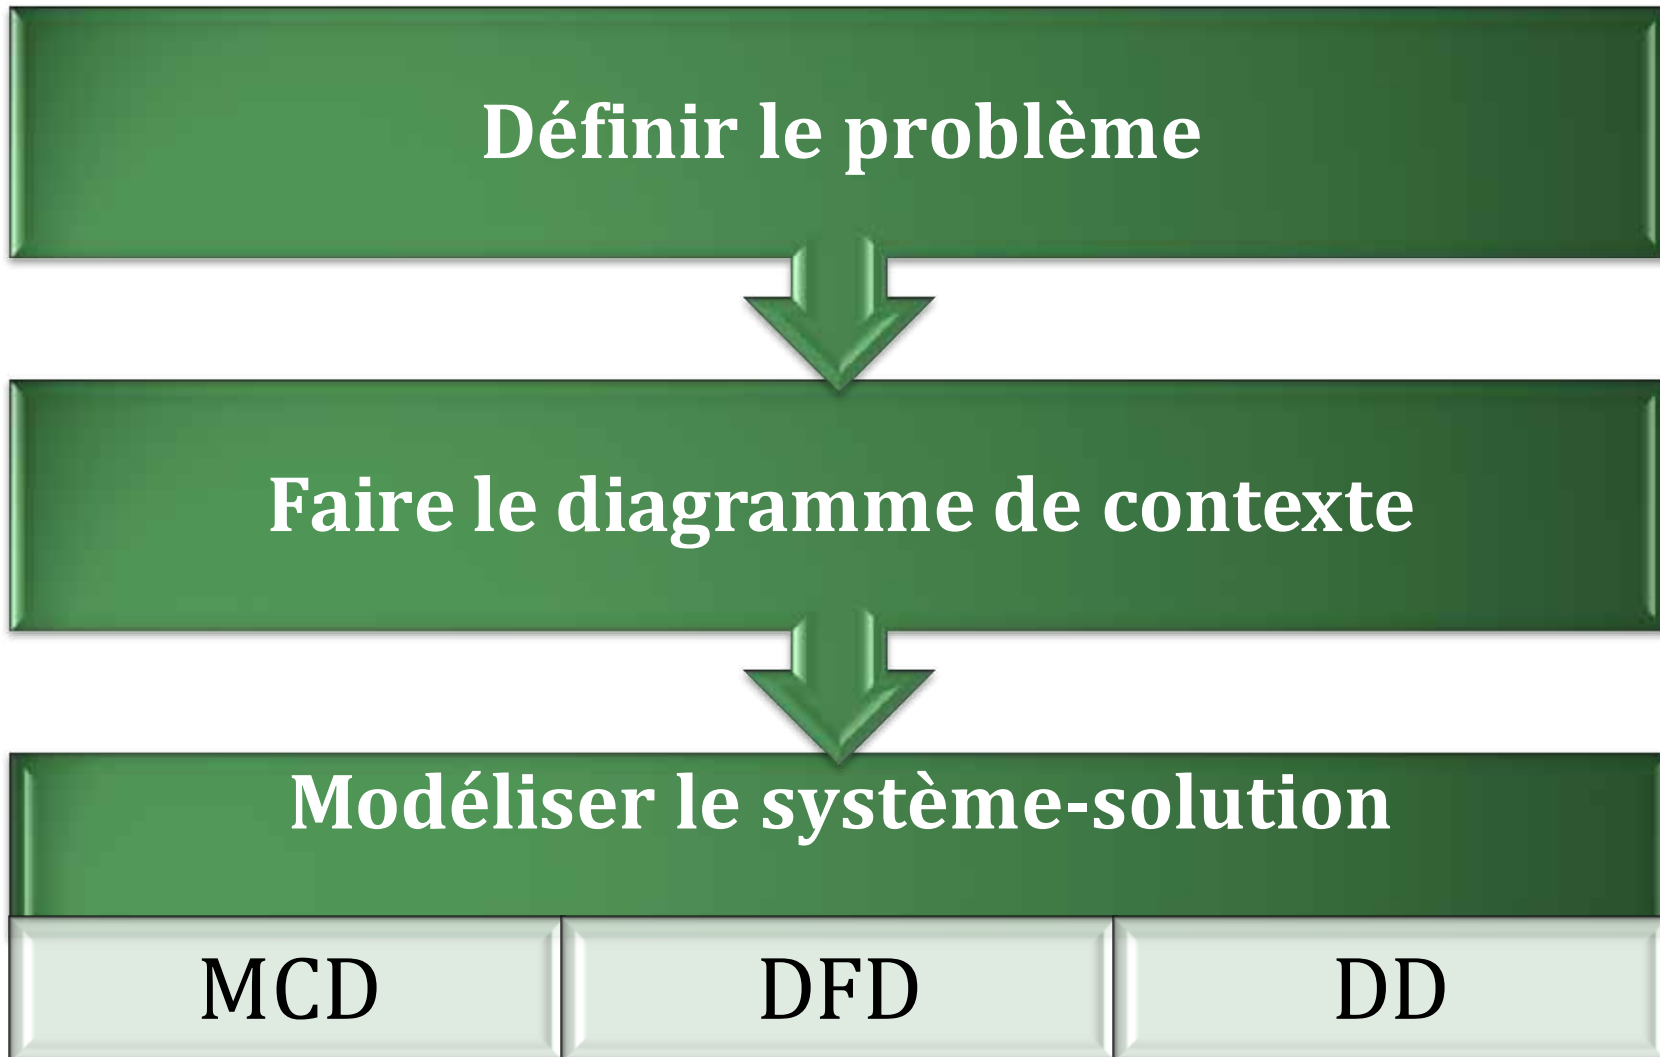 Définir le problème
Faire le diagramme de contexte
Modéliser le système-solution
MCD
DFD
DD